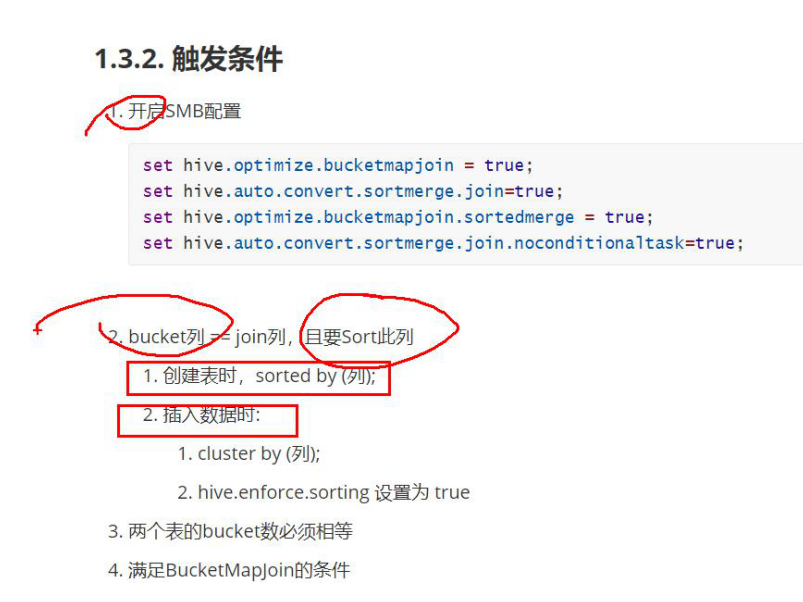 1.3.2. 触发条件
1. 开启SMB配置
set hive.optimize.bucketmapjoin = true;
set hive.auto.convert.sortmerge.join=true;
set hive.optimize.bucketmapjoin.sortedmerge = true;
set hive.auto.convert.sortmerge.join.noconditionaltask=true;
2. bucket列 == join列，且要Sort此列
1. 创建表时，sorted by (列);
2. 插入数据时:
1. cluster by (列);
2. hive.enforce.sorting 设置为 true
3. 两个表的bucket数必须相等
4. 满足BucketMapJoin的条件